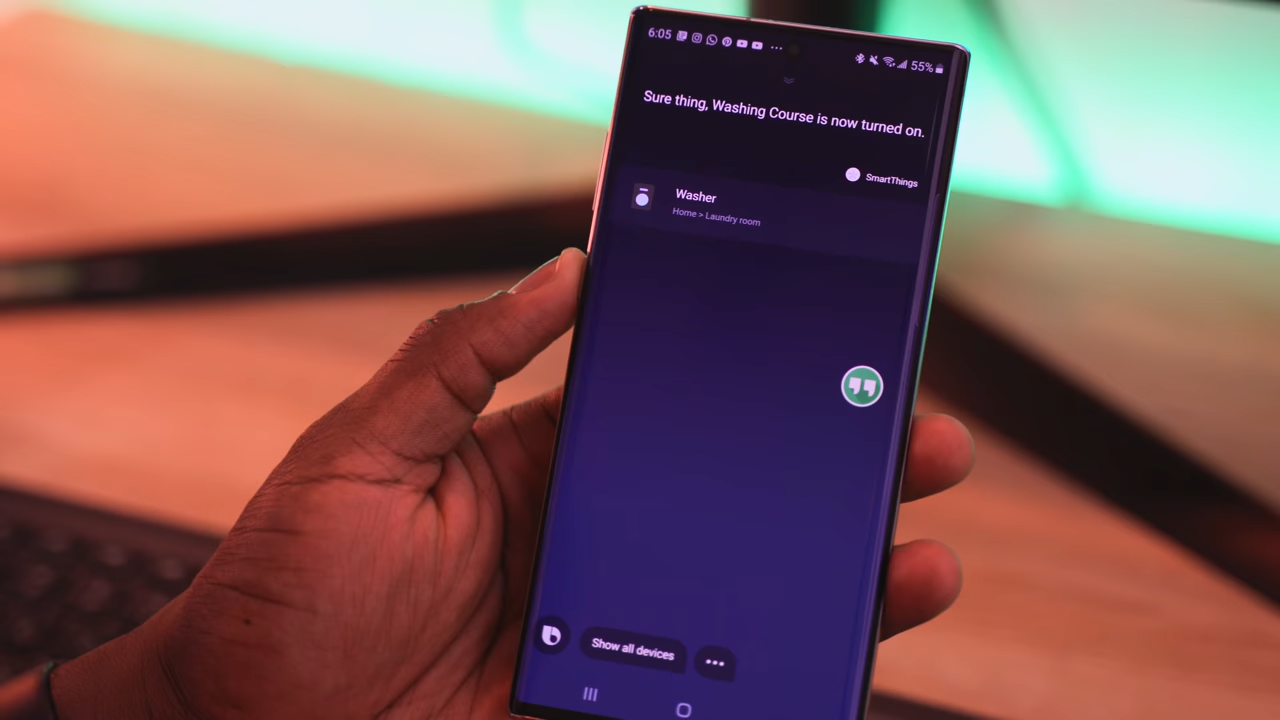 6:05
55%
Sure thing, Washing Course is now turned on.
SmartThings
Washer
Home > Laundry room
Show all devices